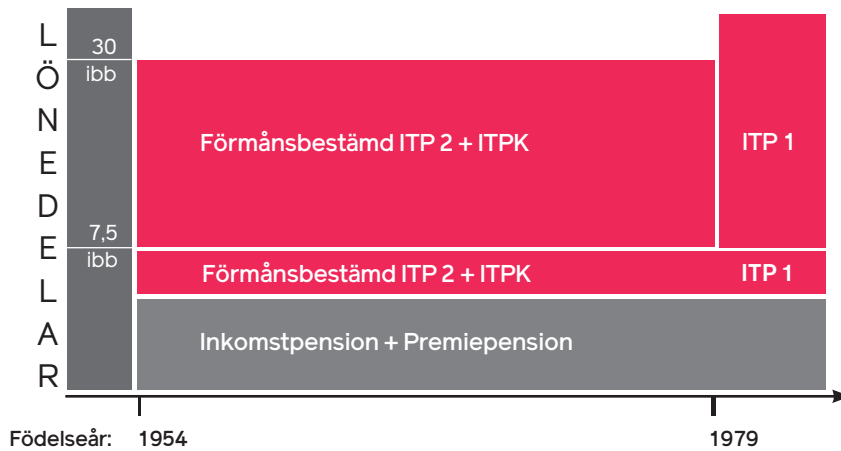 LÖNEDELAR
30
ibb
Förmånsbestämd ITP 2 + ITPK
ITP 1
7,5
ibb
Förmånsbestämd ITP 2 + ITPK
ITP 1
Inkomstpension + Premiepension
Födelseår: 1954 1979